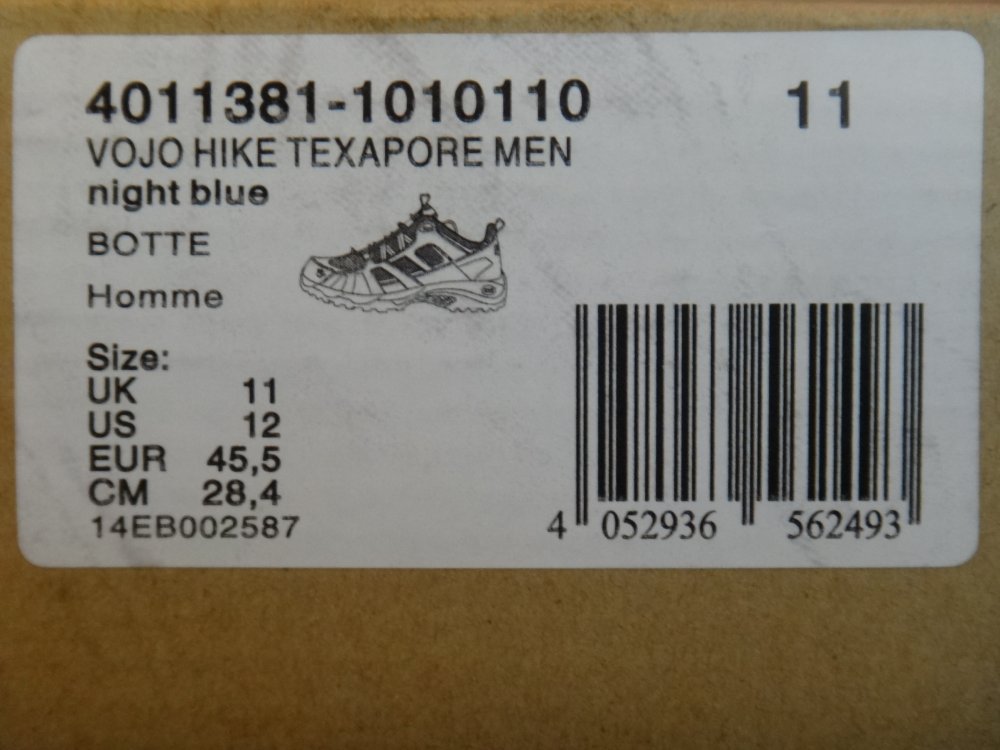 4011381-1010110 11
VOJO HIKE TEXAPORE MEN
night blue
BOTTE
Homme
Size:
UK 11
US 12
EUR 45,5
CM 28,4
14EB002587
4 052936 562493